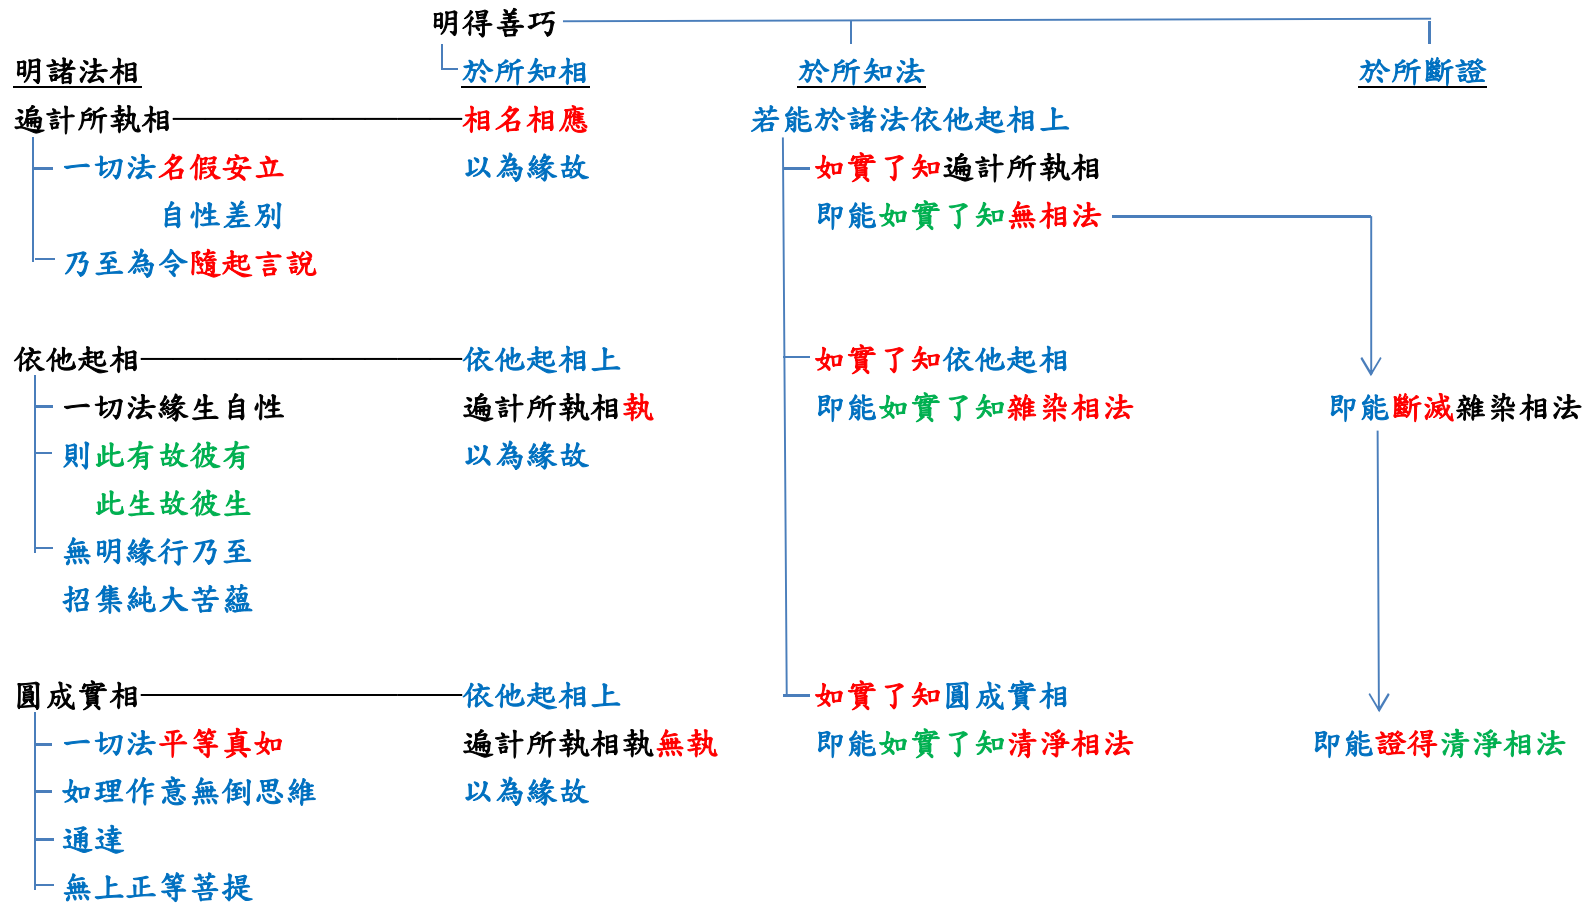 明得善巧
明諸法相 於所知相 於所知法 於所斷證
遍計所執相 相名相應 若能於諸法依他起相上
一切法名假安立 以為緣故 如實了知遍計所執相
自性差別 即能如實了知無相法
乃至為令隨起言說
依他起相 依他起相上 如實了知依他起相
一切法緣生自性 遍計所執相執 即能如實了知雜染相法 即能斷滅雜染相法
則此有故彼有 以為緣故
此生故彼生
無明緣行乃至
招集純大苦蘊
圓成實相 依他起相上 如實了知圓成實相
一切法平等真如 遍計所執相執無執 即能如實了知清淨相法 即能證得清淨相法
如理作意無倒思維 以為緣故
通達
無上正等菩提